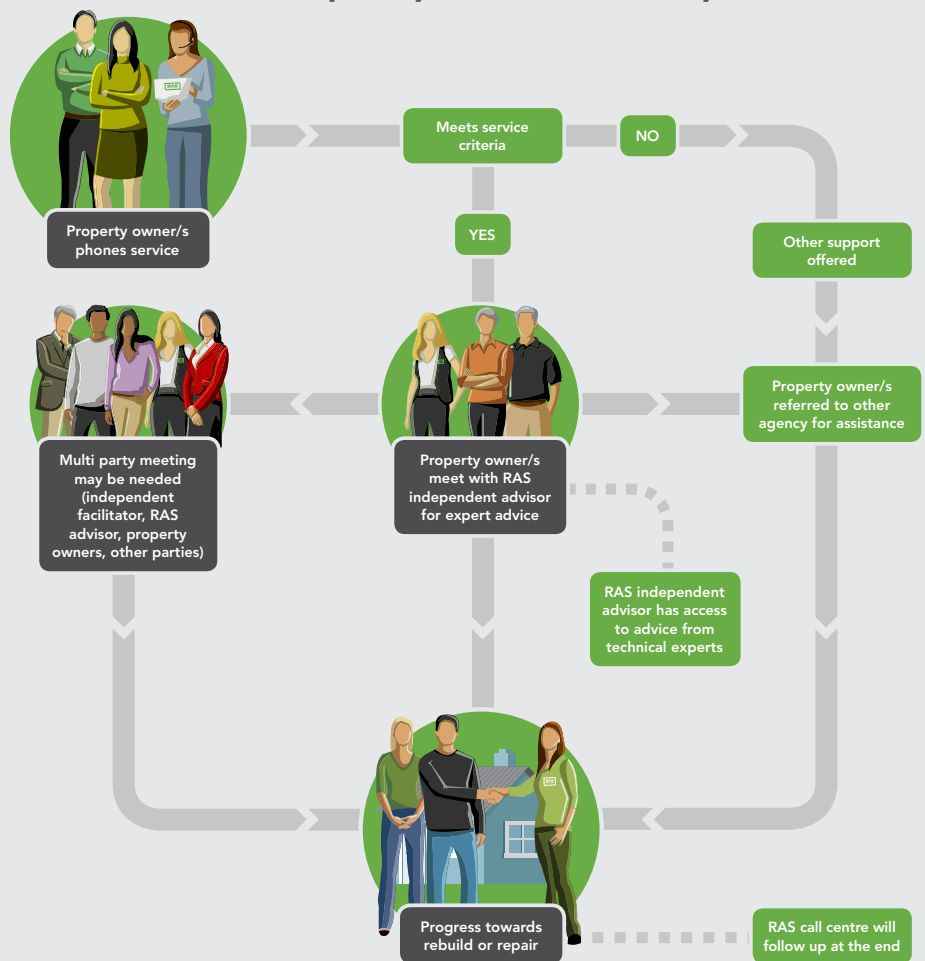 RAS
Property owner/s
phones service
Meets service
criteria
NO
YES
Other support
offered
Multi party meeting
may be needed
(independent
facilitator, RAS
advisor, property
owners, other parties)
Property owner/s
meet with RAS
independent advisor
for expert advice
Property owner/s
referred to other
agency for assistance
RAS independent
advisor has access
to advice from
technical experts
RAS
Progress towards
rebuild or repair
RAS call centre will
follow up at the end